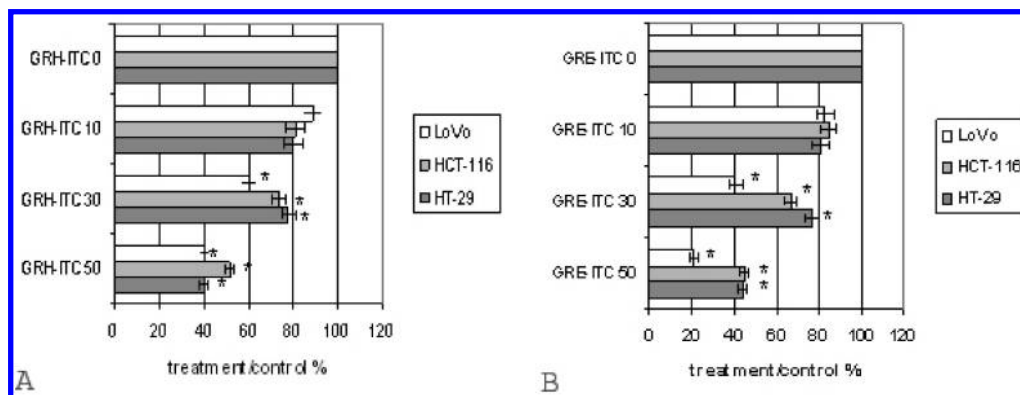 GRH-ITC 0
GRH-ITC 10
GRH-ITC 30
GRH-ITC 50
0 20 40 60 80 100 120
treatment/control %
A
LoVo
HCT-116
HT-29
*
*
*
*
*
*
GRE-ITC 0
GRE-ITC 10
GRE-ITC 30
GRE-ITC 50
0 20 40 60 80 100 120
treatment/control %
B
LoVo
HCT-116
HT-29
*
*
*
*
*
*